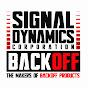 SIGNAL
DYNAMICS
CORPORATION
BACKOFF
THE MAKERS OF BACKOFF PRODUCTS